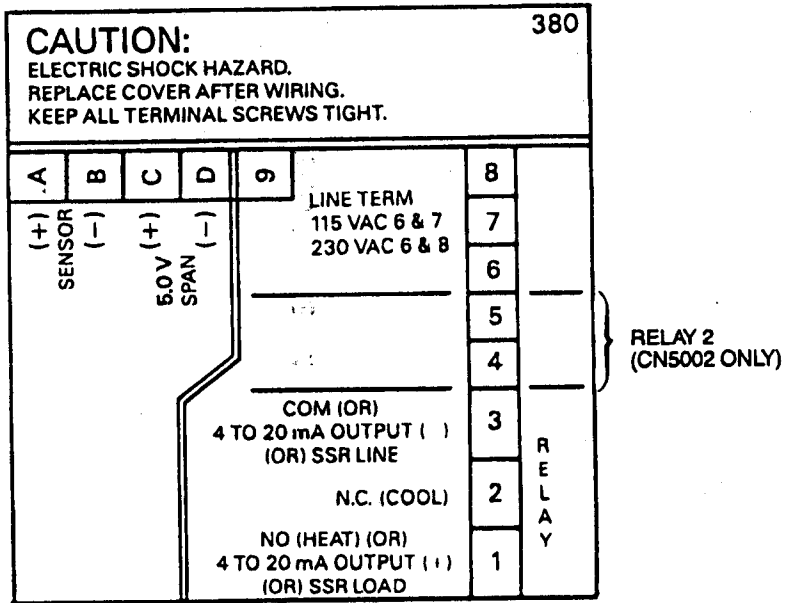 380
CAUTION:
ELECTRIC SHOCK HAZARD.
REPLACE COVER AFTER WIRING.
KEEP ALL TERMINAL SCREWS TIGHT.
A
B
C
D
9
(+)
SENSOR
(−)
(+)
5.0 V
SPAN
(−)
LINE TERM
115 VAC 6 & 7
230 VAC 6 & 8
8
7
6
5
4
RELAY 2
(CN5002 ONLY)
COM (OR)
4 TO 20 mA OUTPUT ( )
(OR) SSR LINE
3
N.C. (COOL)
2
NO (HEAT) (OR)
4 TO 20 mA OUTPUT (+)
(OR) SSR LOAD
1
RELAY